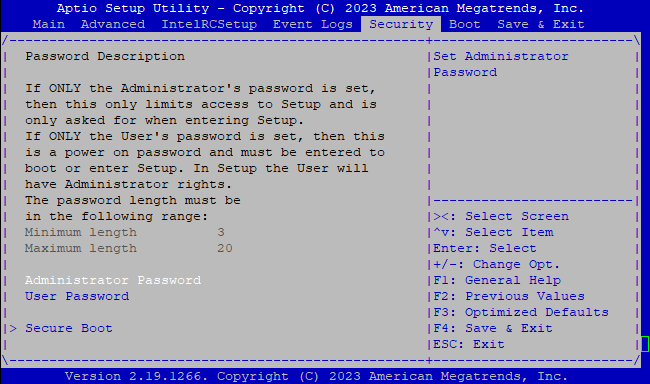 Aptio Setup Utility - Copyright (C) 2023 American Megatrends, Inc.
Main Advanced IntelRCSetup Event Logs Security Boot Save & Exit
Password Description
If ONLY the Administrator's password is set,
then this only limits access to Setup and is
only asked for when entering Setup.
If ONLY the User's password is set, then this
is a power on password and must be entered to
boot or enter Setup. In Setup the User will
have Administrator rights.
The password length must be
in the following range:
Minimum length 3
Maximum length 20
Administrator Password
User Password
> Secure Boot
Set Administrator
Password
><: Select Screen
^v: Select Item
Enter: Select
+/-: Change Opt.
F1: General Help
F2: Previous Values
F3: Optimized Defaults
F4: Save & Exit
ESC: Exit
Version 2.19.1266. Copyright (C) 2023 American Megatrends, Inc.